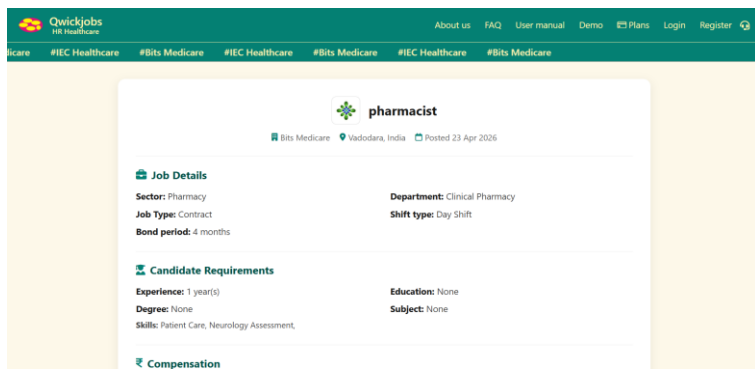 Qwickjobs
HR Healthcare
About us FAQ User manual Demo Plans Login Register
dicare #IEC Healthcare #Bits Medicare #IEC Healthcare #Bits Medicare #IEC Healthcare #Bits Medicare
pharmacist
Bits Medicare Vadodara, India Posted 23 Apr 2026
Job Details
Sector: Pharmacy Department: Clinical Pharmacy
Job Type: Contract Shift type: Day Shift
Bond period: 4 months
Candidate Requirements
Experience: 1 year(s) Education: None
Degree: None Subject: None
Skills: Patient Care, Neurology Assessment,
₹ Compensation